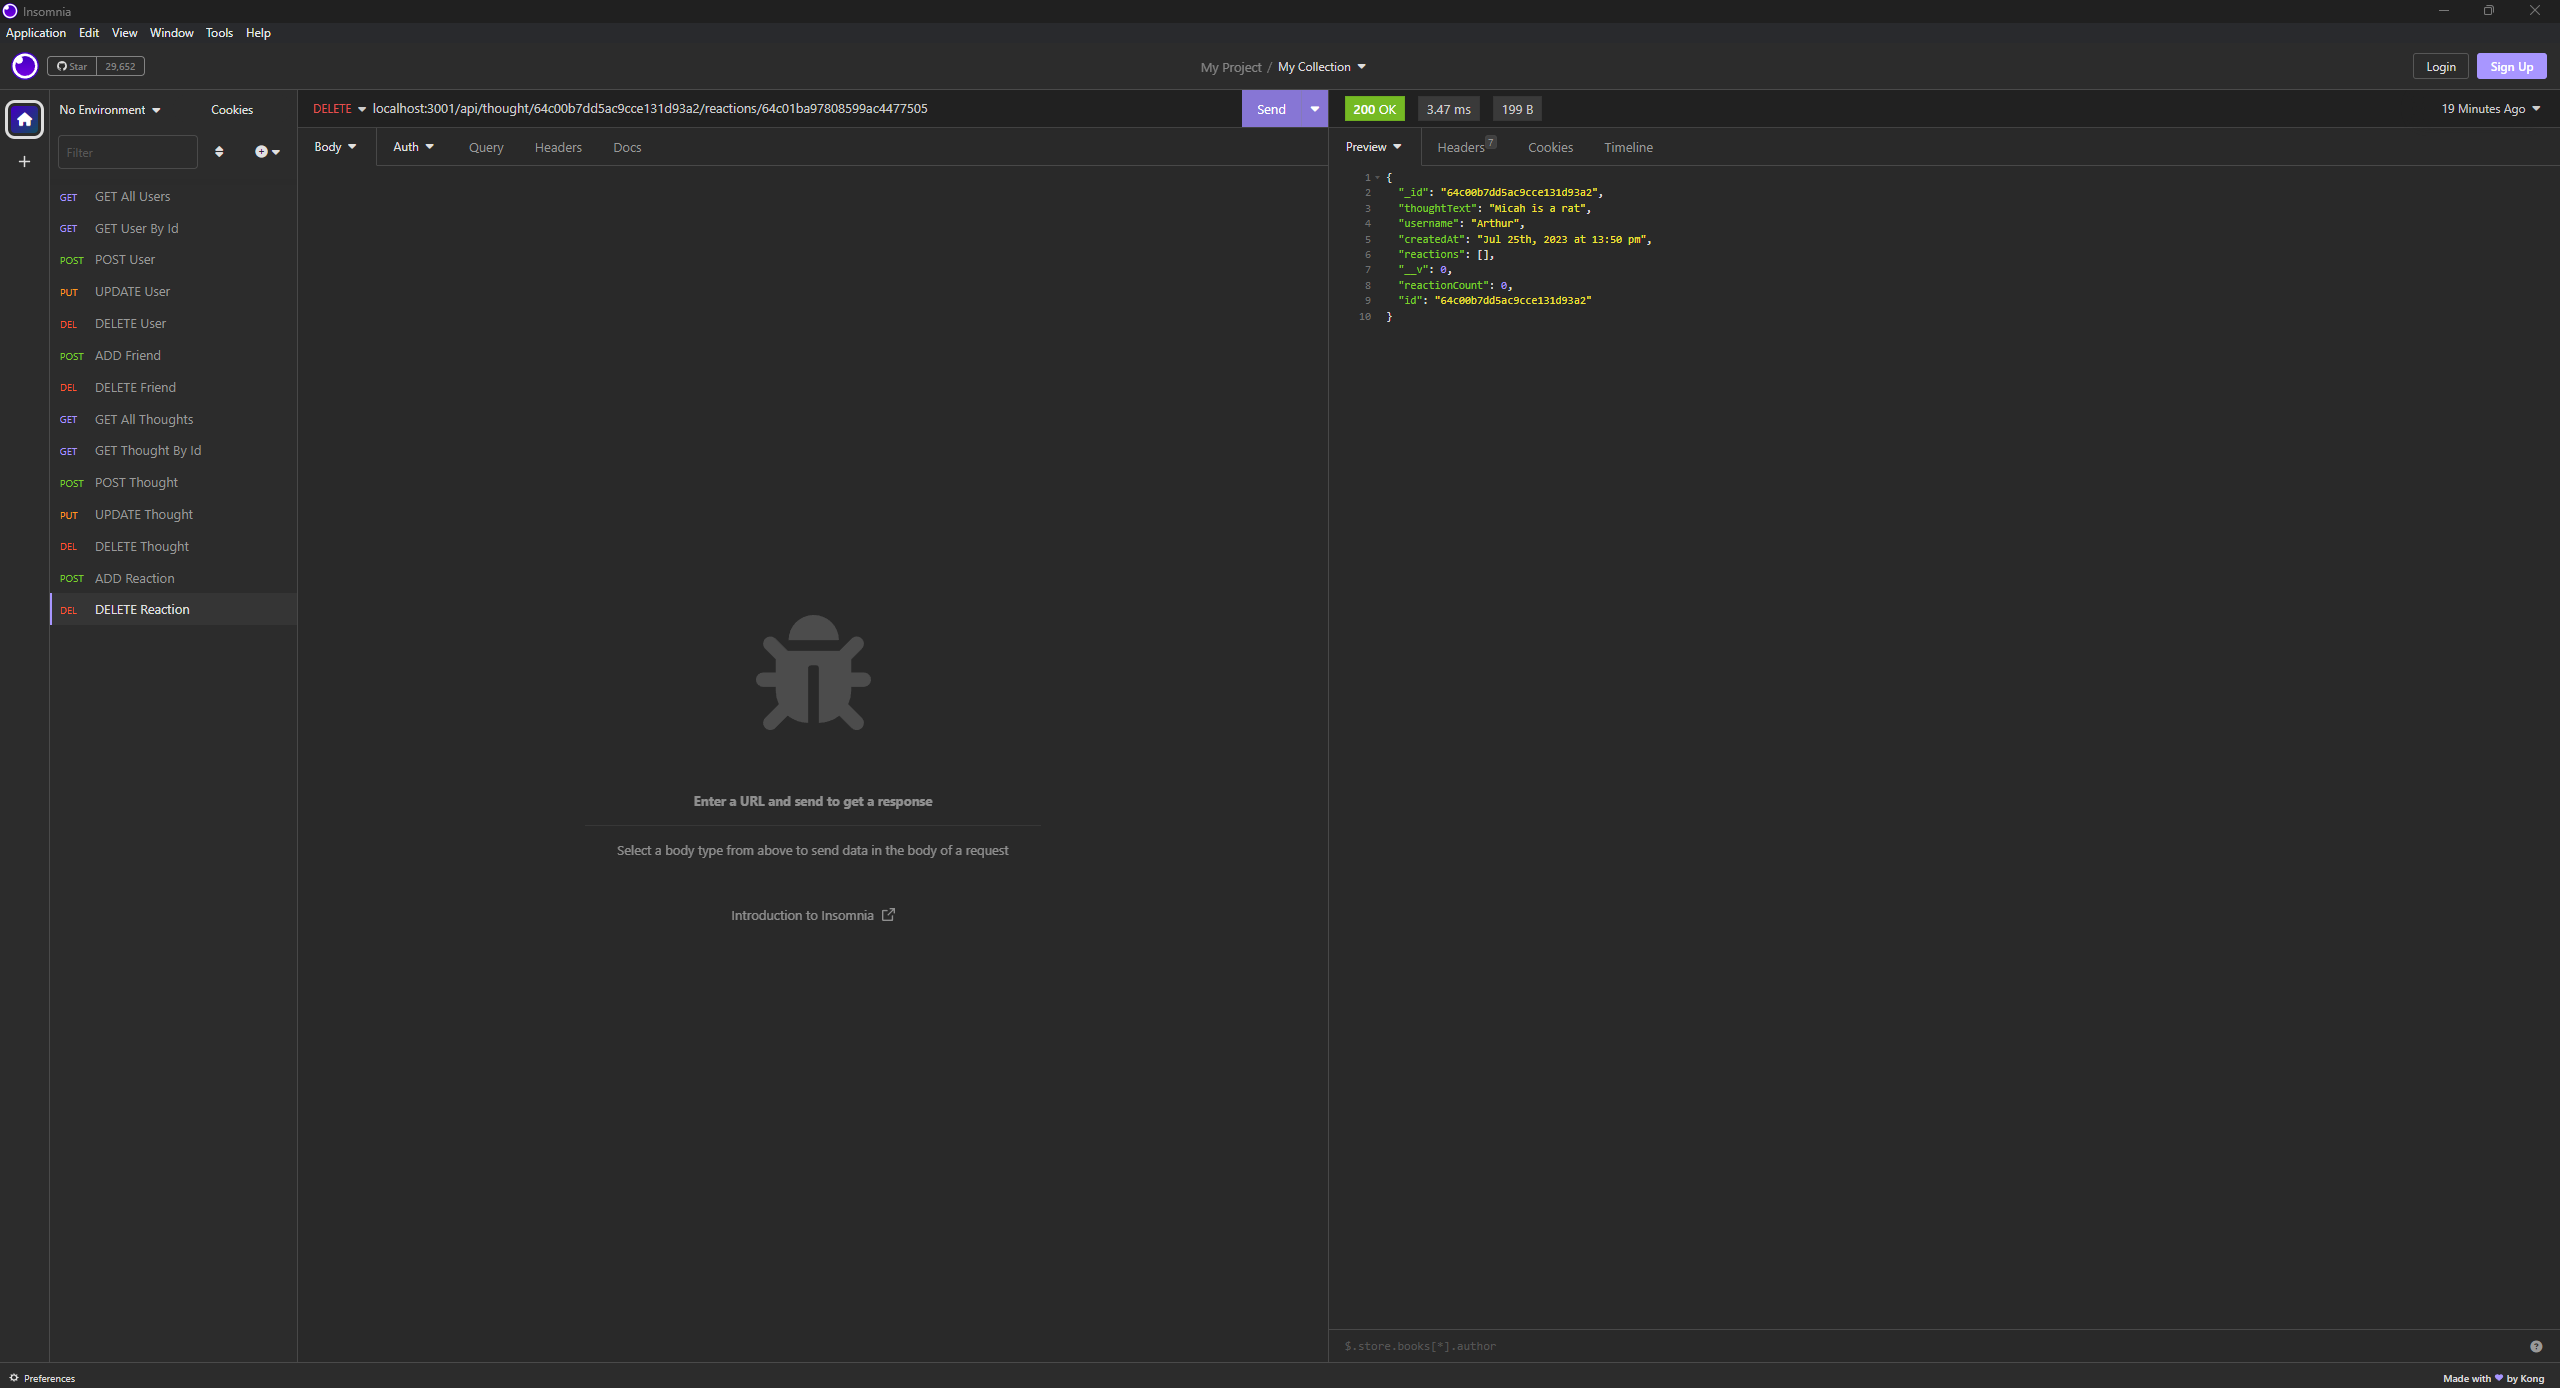 Insomnia
Application Edit View Window Tools Help
Star 29,652
My Project / My Collection
Login Sign Up
No Environment Cookies
Filter
GET GET All Users
GET GET User By Id
POST POST User
PUT UPDATE User
DEL DELETE User
POST ADD Friend
DEL DELETE Friend
GET GET All Thoughts
GET GET Thought By Id
POST POST Thought
PUT UPDATE Thought
DEL DELETE Thought
POST ADD Reaction
DEL DELETE Reaction
DELETE localhost:3001/api/thought/64c00b7dd5ac9cce131d93a2/reactions/64c01ba97808599ac4477505 Send
Body Auth Query Headers Docs
Enter a URL and send to get a response
Select a body type from above to send data in the body of a request
Introduction to Insomnia
200 OK 3.47 ms 199 B 19 Minutes Ago
Preview Headers 7 Cookies Timeline
1 {
2 "_id": "64c00b7dd5ac9cce131d93a2",
3 "thoughtText": "Micah is a rat",
4 "username": "Arthur",
5 "createdAt": "Jul 25th, 2023 at 13:50 pm",
6 "reactions": [],
7 "__v": 0,
8 "reactionCount": 0,
9 "id": "64c00b7dd5ac9cce131d93a2"
10 }
$.store.books[*].author
Preferences
Made with ♥ by Kong